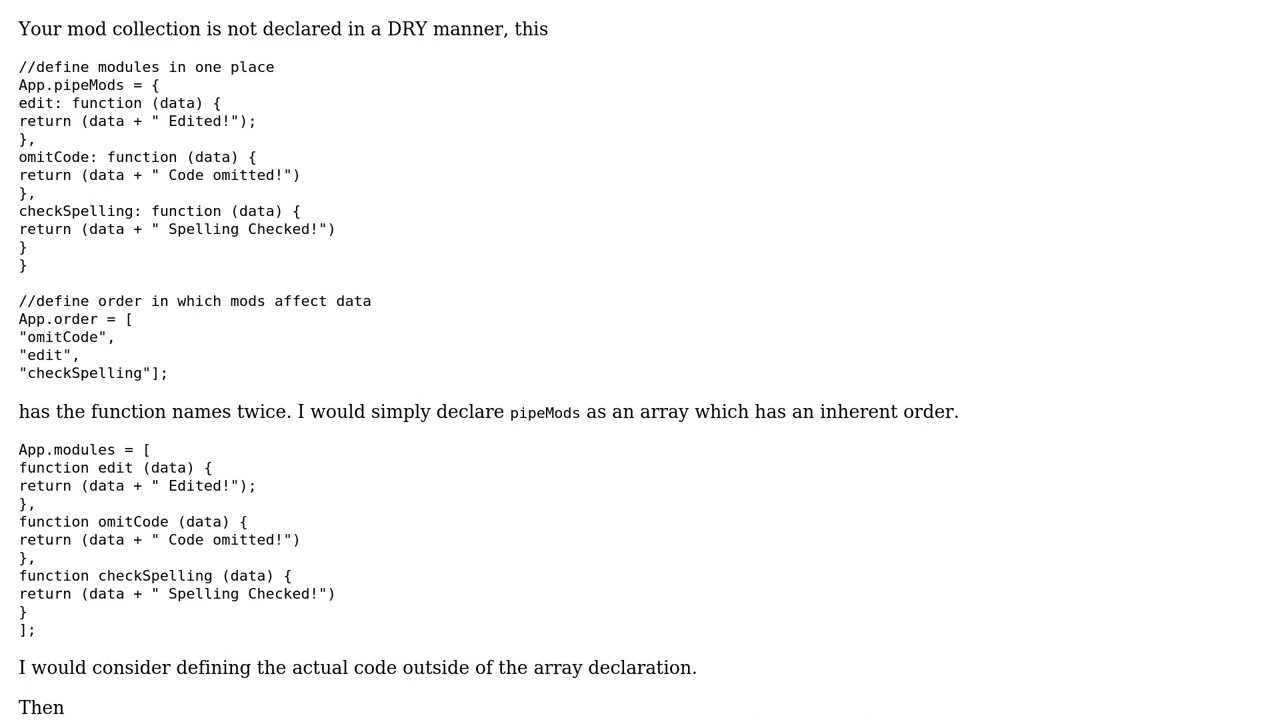 Your mod collection is not declared in a DRY manner, this
//define modules in one place
App.pipeMods = {
edit: function (data) {
return (data + " Edited!");
},
omitCode: function (data) {
return (data + " Code omitted!")
},
checkSpelling: function (data) {
return (data + " Spelling Checked!")
}
}
//define order in which mods affect data
App.order = [
"omitCode",
"edit",
"checkSpelling"];
has the function names twice. I would simply declare pipeMods as an array which has an inherent order.
App.modules = [
function edit (data) {
return (data + " Edited!");
},
function omitCode (data) {
return (data + " Code omitted!")
},
function checkSpelling (data) {
return (data + " Spelling Checked!")
}
];
I would consider defining the actual code outside of the array declaration.
Then